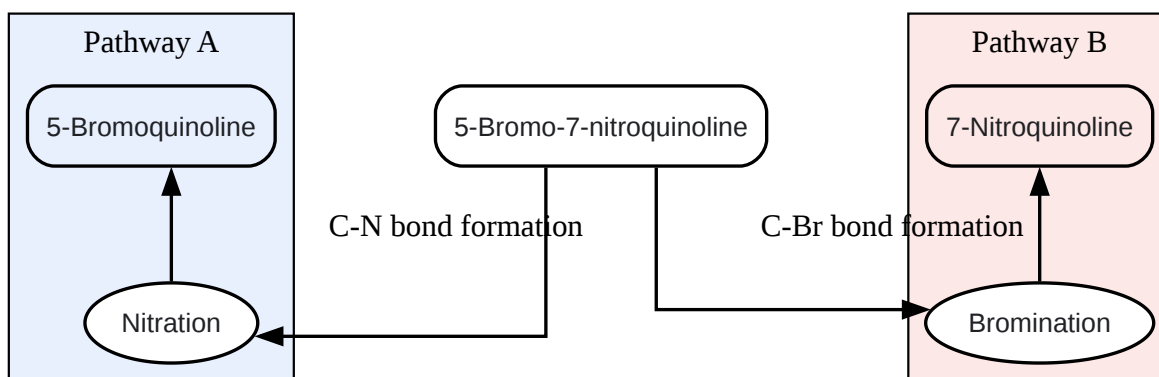 Pathway A
Pathway B
5-Bromoquinoline
5-Bromo-7-nitroquinoline
7-Nitroquinoline
C-N bond formation
C-Br bond formation
Nitration
Bromination